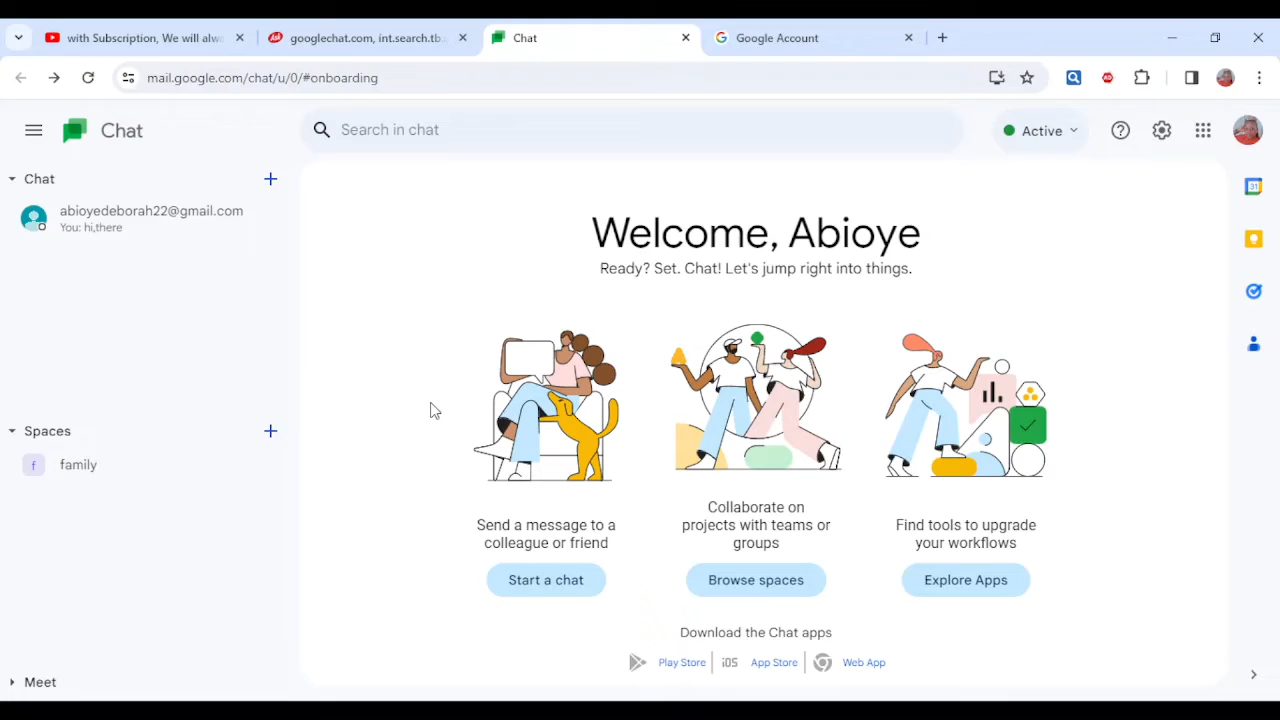 with Subscription, We will alw
googlechat.com, int.search.tb.
Chat
Google Account
mail.google.com/chat/u/0/#onboarding
Chat
Search in chat
Active
Chat
abioyedeborah22@gmail.com
You: hi,there
Spaces
f family
Meet
Welcome, Abioye
Ready? Set. Chat! Let's jump right into things.
Send a message to a
colleague or friend
Start a chat
Collaborate on
projects with teams or
groups
Browse spaces
Find tools to upgrade
your workflows
Explore Apps
Download the Chat apps
Play Store
iOS App Store
Web App
31